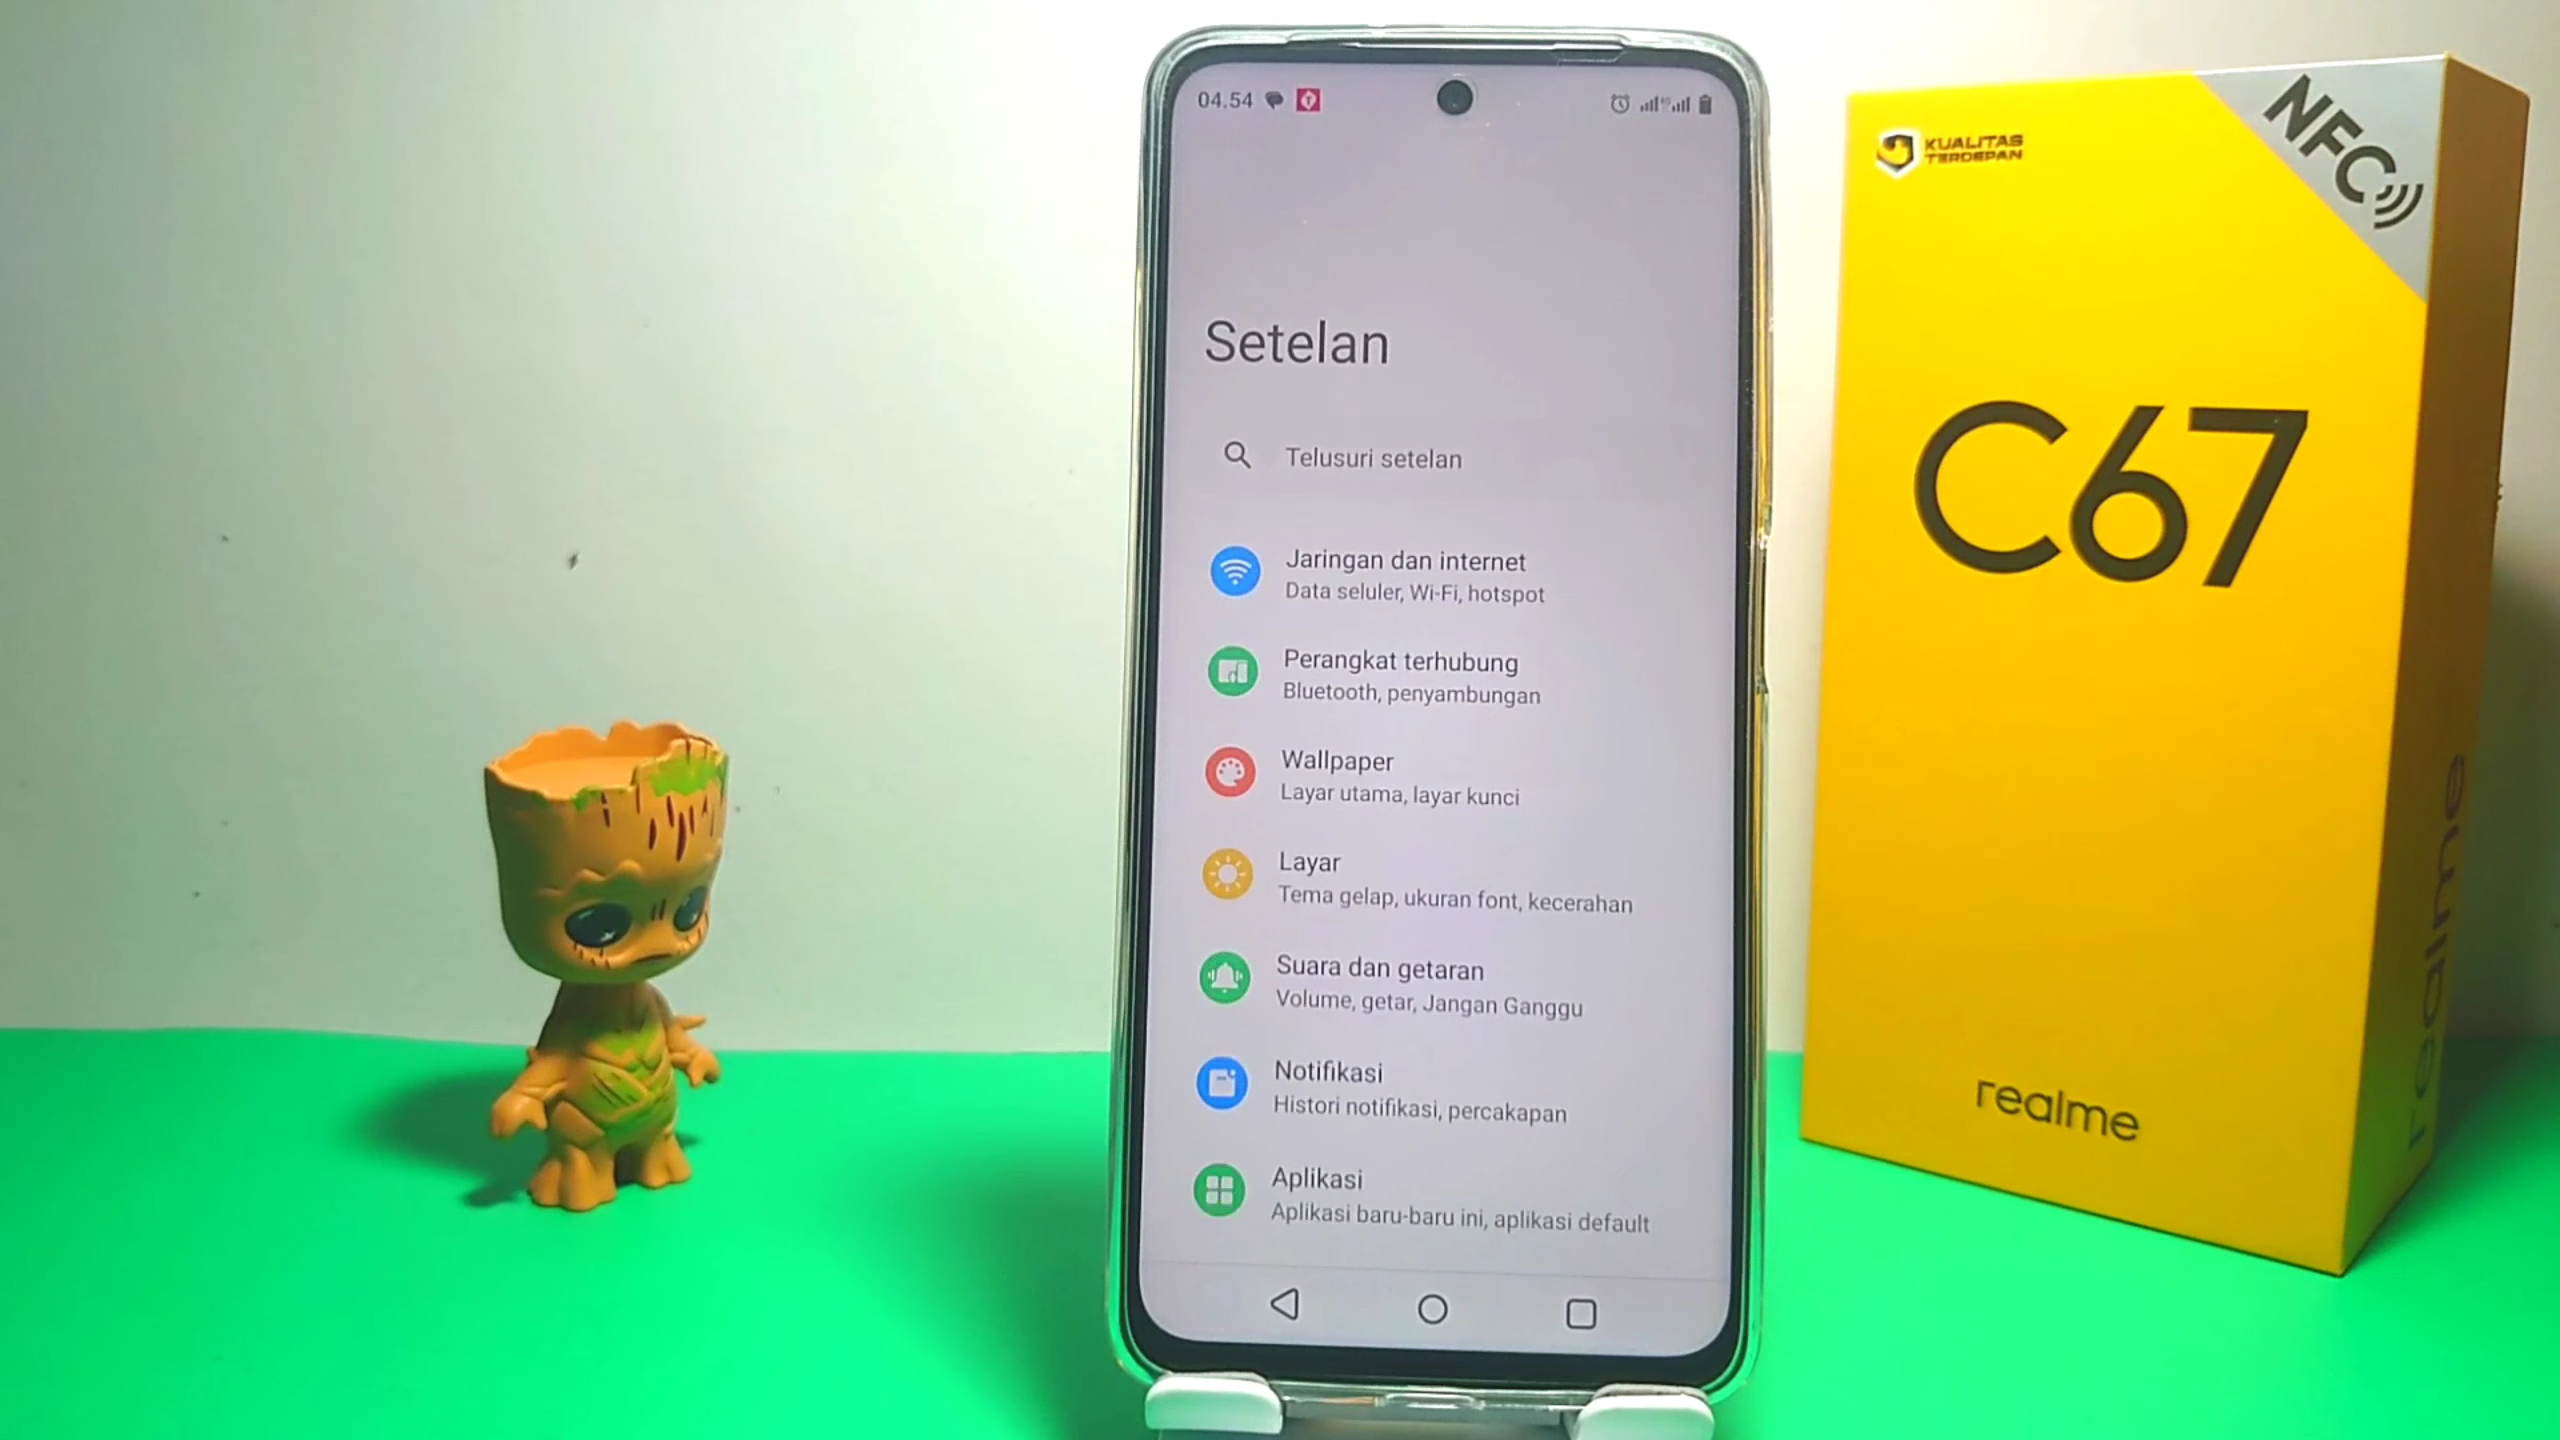 04.54
Setelan
Telusuri setelan
Jaringan dan internet
Data seluler, Wi-Fi, hotspot
Perangkat terhubung
Bluetooth, penyambungan
Wallpaper
Layar utama, layar kunci
Layar
Tema gelap, ukuran font, kecerahan
Suara dan getaran
Volume, getar, Jangan Ganggu
Notifikasi
Histori notifikasi, percakapan
Aplikasi
Aplikasi baru-baru ini, aplikasi default
KUALITAS
TERDEPAN
NFC
C67
realme
realme